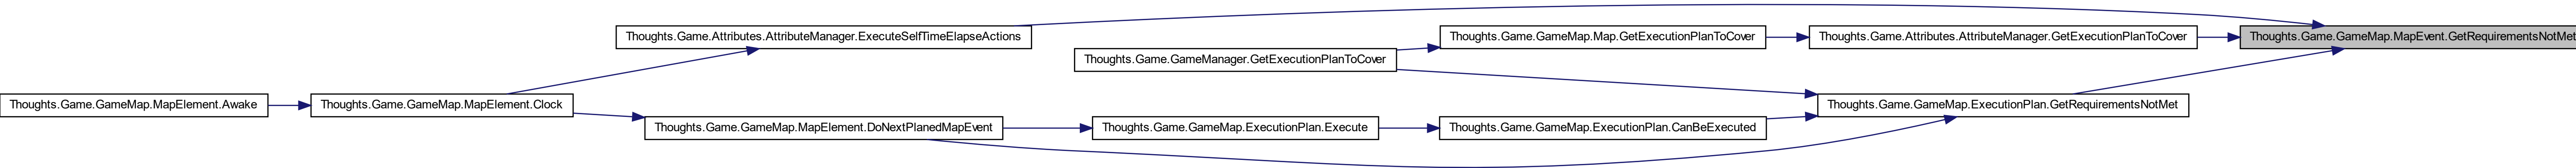 Thoughts.Game.Attributes.AttributeManager.ExecuteSelfTimeElapseActions
Thoughts.Game.GameMap.Map.GetExecutionPlanToCover
Thoughts.Game.Attributes.AttributeManager.GetExecutionPlanToCover
Thoughts.Game.GameMap.MapEvent.GetRequirementsNotMet
Thoughts.Game.GameManager.GetExecutionPlanToCover
Thoughts.Game.GameMap.MapElement.Awake
Thoughts.Game.GameMap.MapElement.Clock
Thoughts.Game.GameMap.ExecutionPlan.GetRequirementsNotMet
Thoughts.Game.GameMap.MapElement.DoNextPlanedMapEvent
Thoughts.Game.GameMap.ExecutionPlan.Execute
Thoughts.Game.GameMap.ExecutionPlan.CanBeExecuted